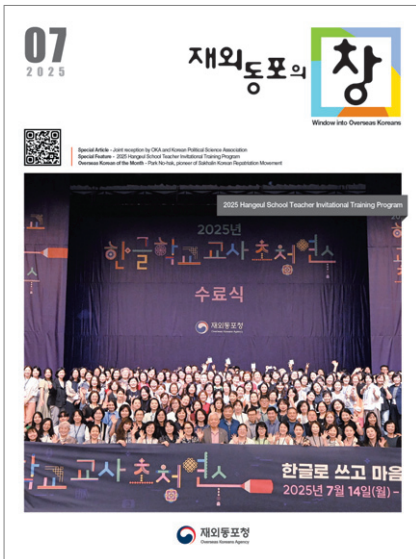 07
2025
재외동포의 창
Window into Overseas Koreans
Special Article - Joint reception by OKA and Korean Political Science Association
Special Feature - 2025 Hangeul School Teacher Invitational Training Program
Overseas Korean of the Month - Park No-hak, pioneer of Sakhalin Korean Repatriation Movement
2025 Hangeul School Teacher Invitational Training Program
2025년
한글학교 교사 초청연수
수료식
재외동포청
Overseas Koreans Agency
학교 교사 초청연수
한글로 쓰고 마음
2025년 7월 14일(월) -
재외동포청
Overseas Koreans Agency